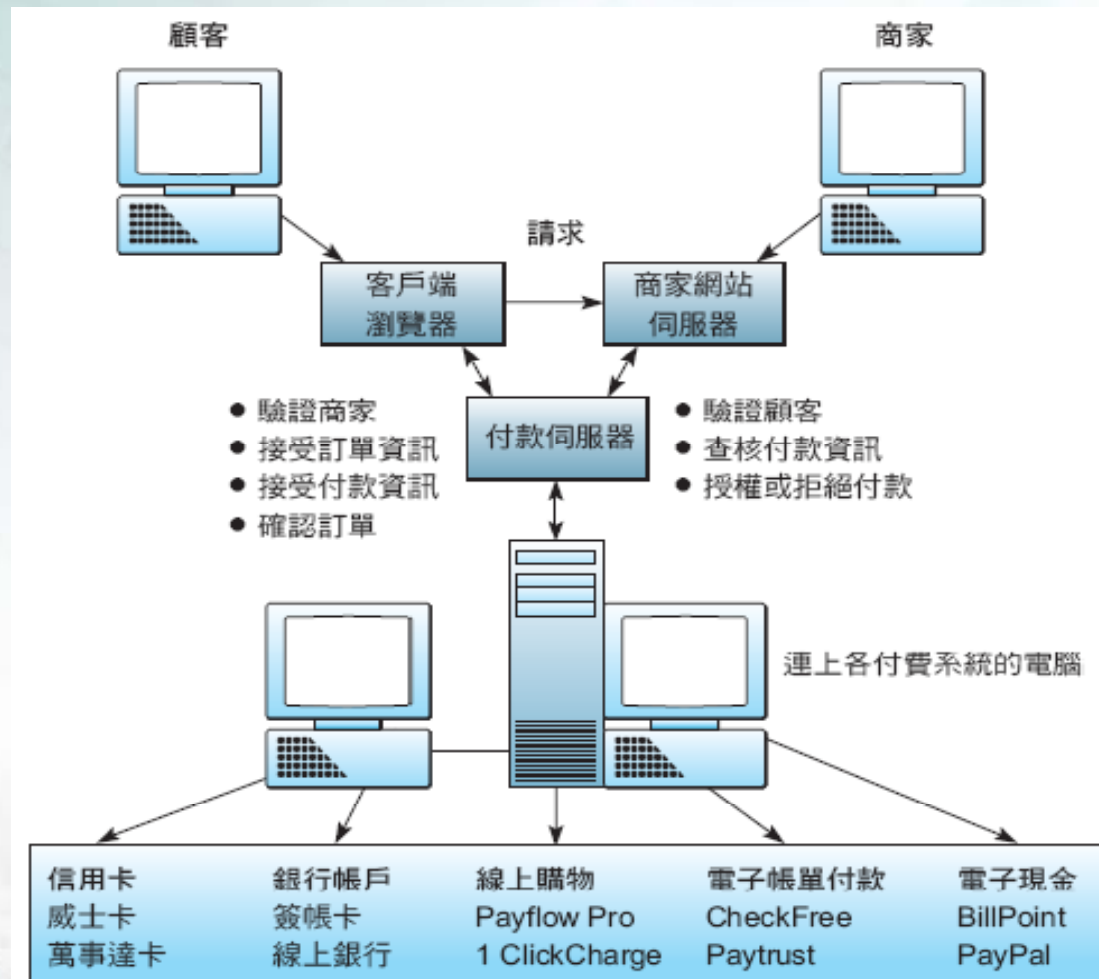 顧客
商家
請求
客戶端
瀏覽器
商家網站
伺服器
付款伺服器
● 驗證商家
● 接受訂單資訊
● 接受付款資訊
● 確認訂單
● 驗證顧客
● 查核付款資訊
● 授權或拒絕付款
連上各付費系統的電腦
信用卡
威士卡
萬事達卡
銀行帳戶
簽帳卡
線上銀行
線上購物
Payflow Pro
1 ClickCharge
電子帳單付款
CheckFree
Paytrust
電子現金
BillPoint
PayPal